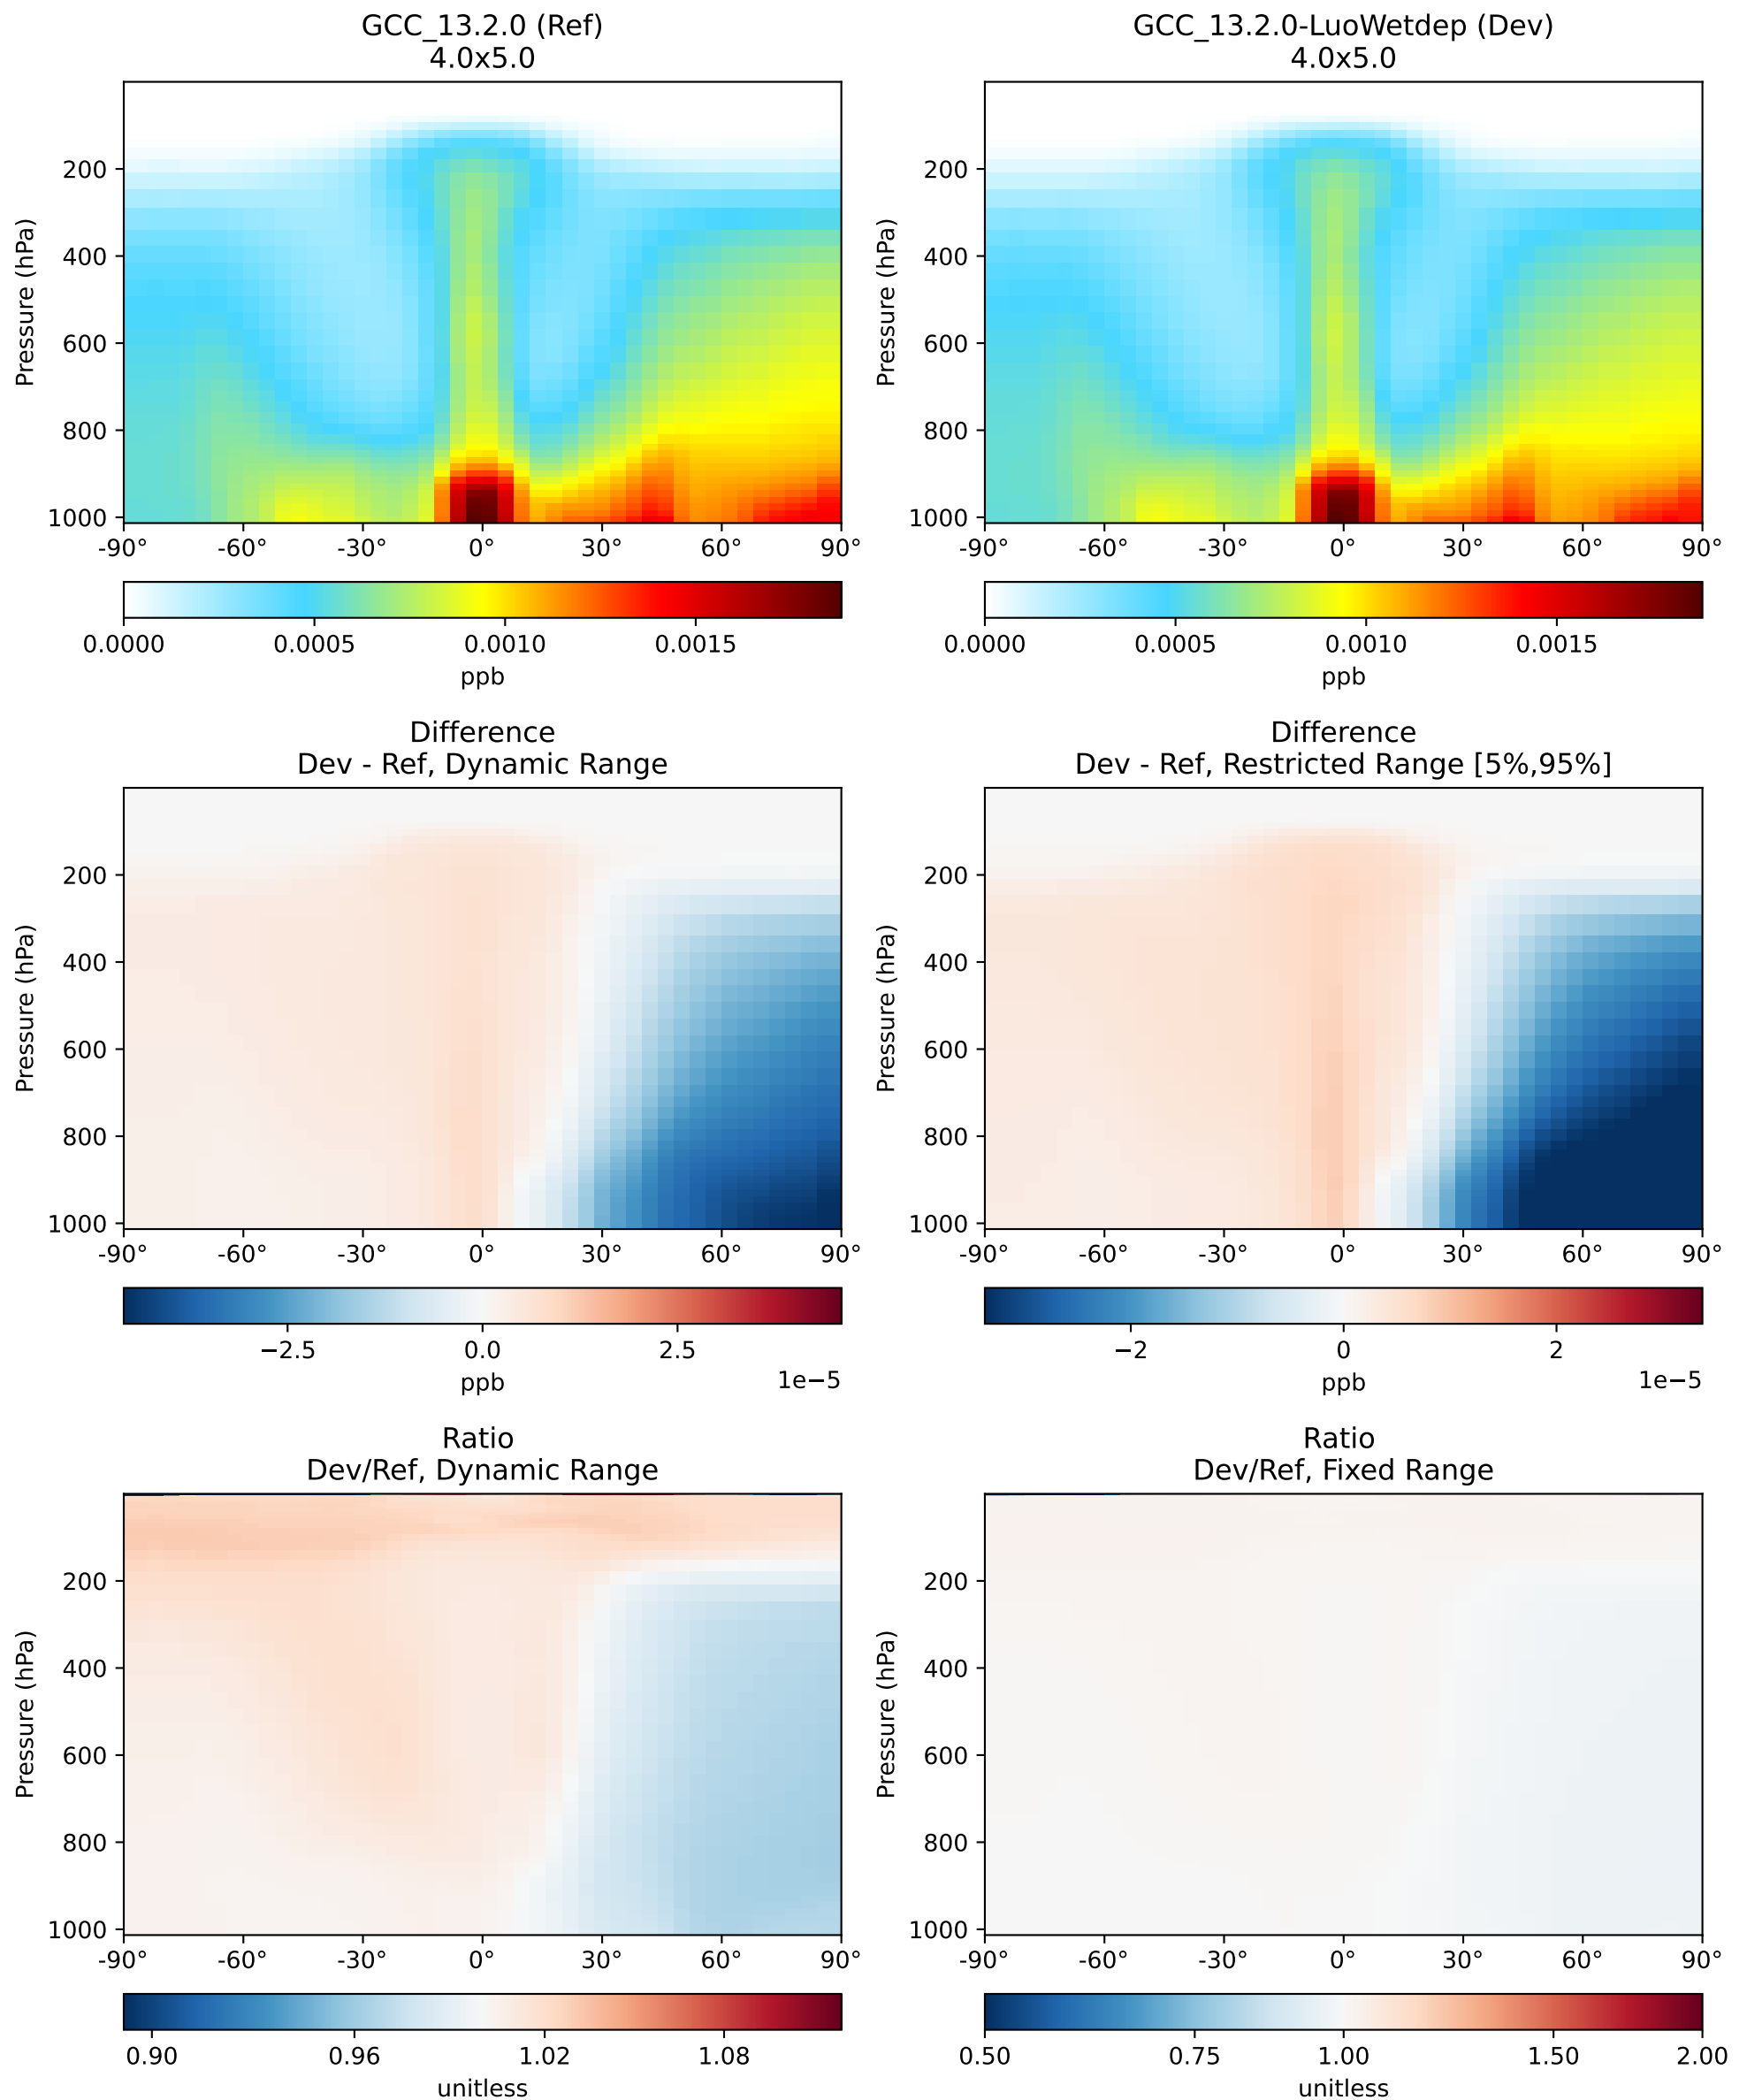 GCC_13.2.0 (Ref)
4.0x5.0
Pressure (hPa)
200
400
600
800
1000
-90° -60° -30° 0° 30° 60° 90°
0.0000 0.0005 0.0010 0.0015
ppb
GCC_13.2.0-LuoWetdep (Dev)
4.0x5.0
Pressure (hPa)
200
400
600
800
1000
-90° -60° -30° 0° 30° 60° 90°
0.0000 0.0005 0.0010 0.0015
ppb
Difference
Dev - Ref, Dynamic Range
Pressure (hPa)
200
400
600
800
1000
-90° -60° -30° 0° 30° 60° 90°
−2.5 0.0 2.5
ppb
1e−5
Difference
Dev - Ref, Restricted Range [5%,95%]
Pressure (hPa)
200
400
600
800
1000
-90° -60° -30° 0° 30° 60° 90°
−2 0 2
ppb
1e−5
Ratio
Dev/Ref, Dynamic Range
Pressure (hPa)
200
400
600
800
1000
-90° -60° -30° 0° 30° 60° 90°
0.90 0.96 1.02 1.08
unitless
Ratio
Dev/Ref, Fixed Range
Pressure (hPa)
200
400
600
800
1000
-90° -60° -30° 0° 30° 60° 90°
0.50 0.75 1.00 1.50 2.00
unitless